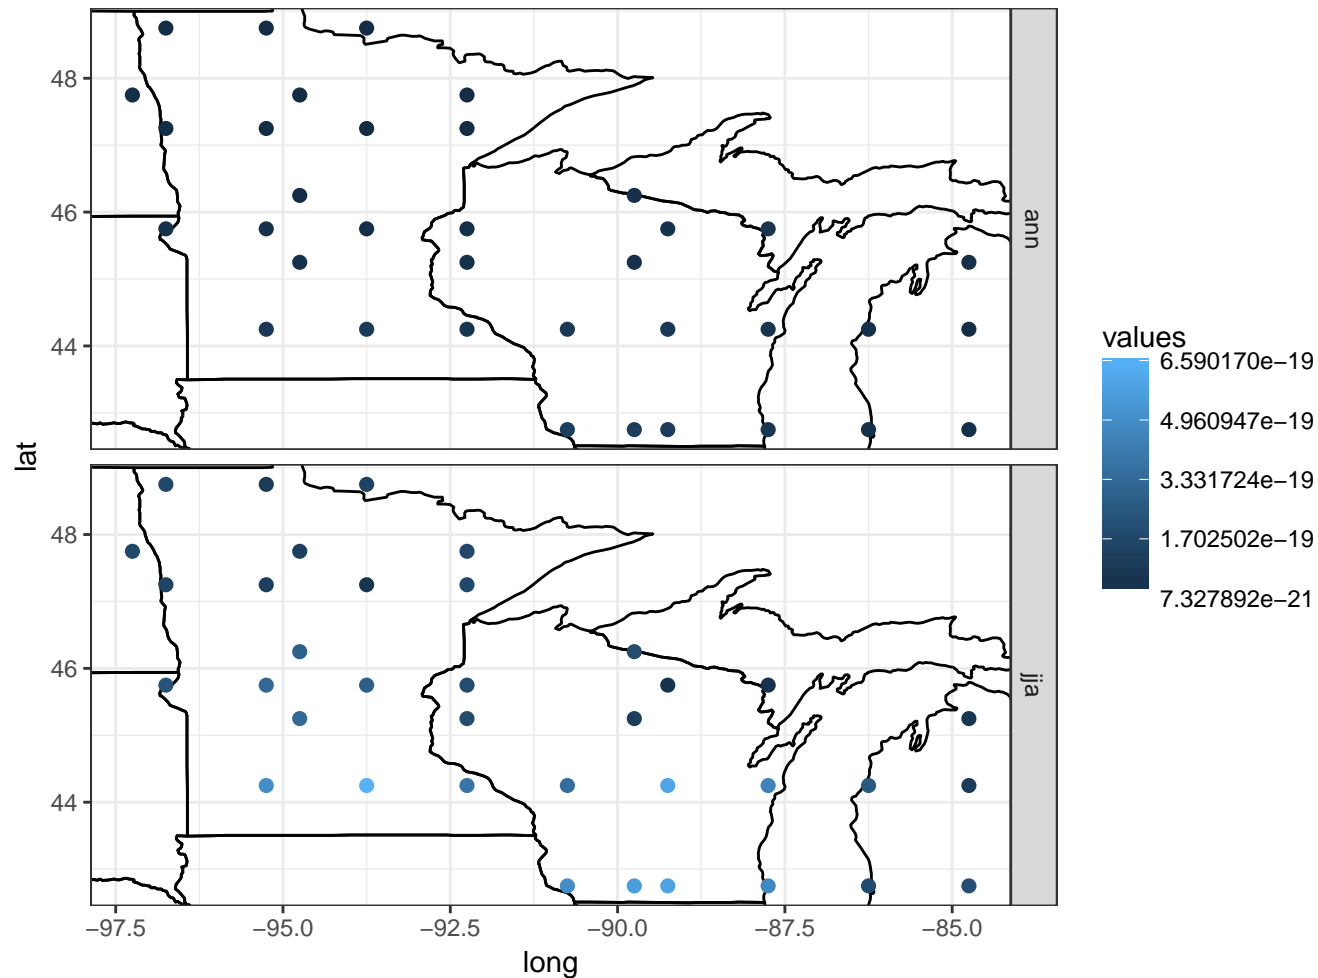 48
46
44
ann
lat
48
46
44
jja
−97.5
−95.0
−92.5
−90.0
−87.5
−85.0
long
values
6.590170e−19
4.960947e−19
3.331724e−19
1.702502e−19
7.327892e−21